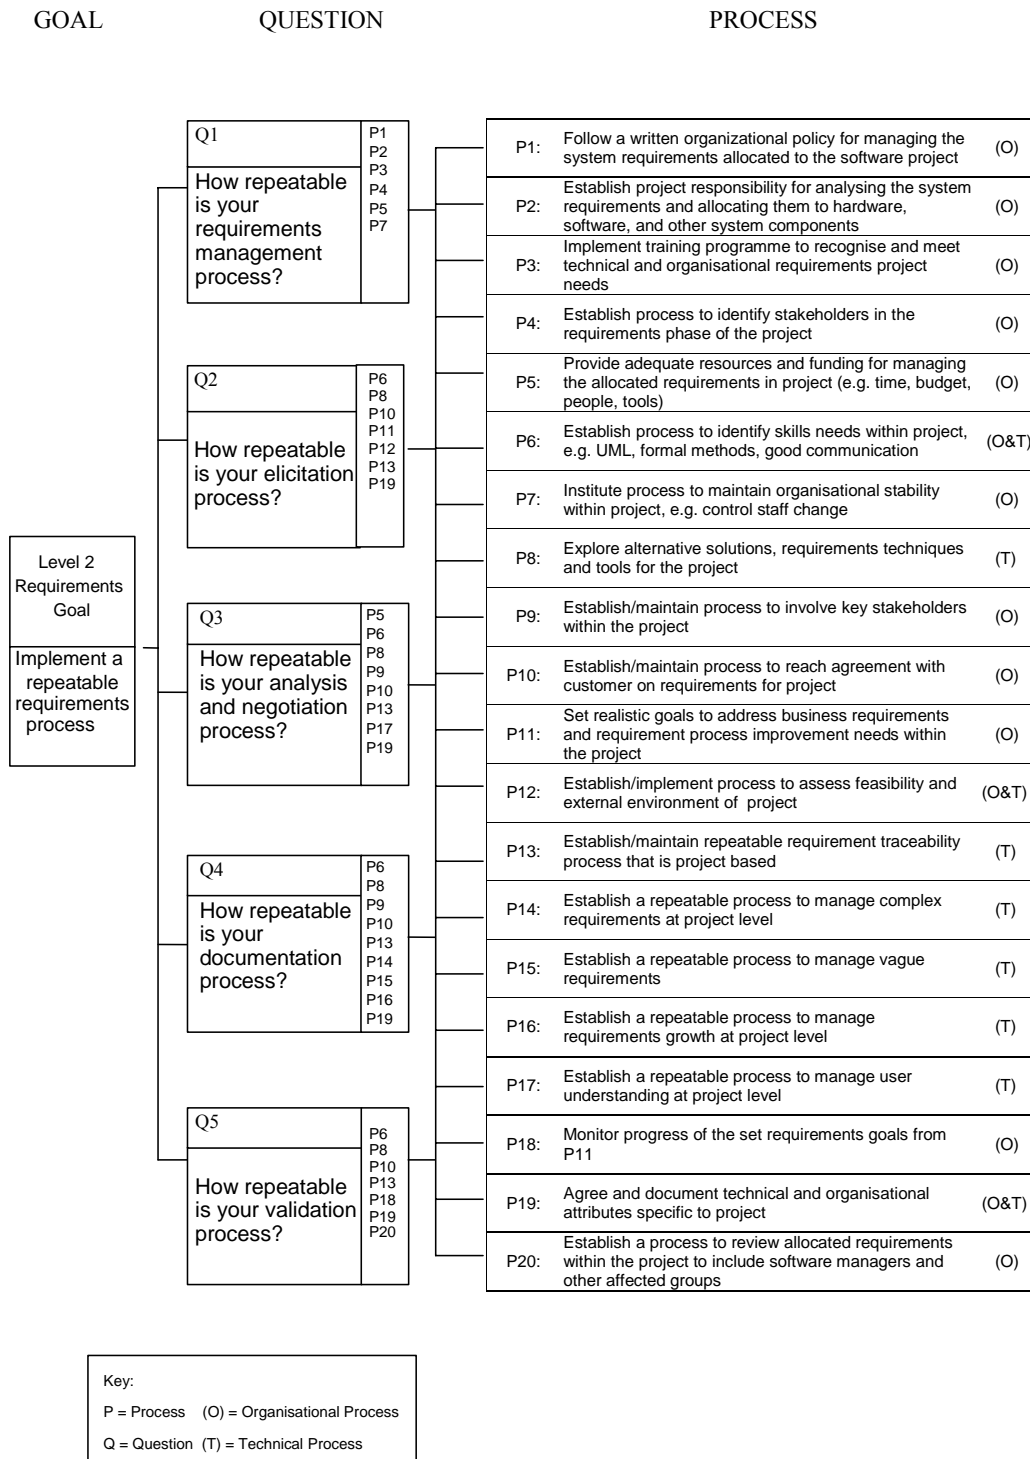 GOAL QUESTION PROCESS
Q1
How repeatable
is your
requirements
management
process?
P1
P2
P3
P4
P5
P7
Q2
How repeatable
is your elicitation
process?
P6
P8
P10
P11
P12
P13
P19
Level 2
Requirements
Goal
Implement a
repeatable
requirements
process
Q3
How repeatable
is your analysis
and negotiation
process?
P5
P6
P8
P9
P10
P13
P17
P19
Q4
How repeatable
is your
documentation
process?
P6
P8
P9
P10
P13
P14
P15
P16
P19
Q5
How repeatable
is your validation
process?
P6
P8
P10
P13
P18
P19
P20
P1: Follow a written organizational policy for managing the
system requirements allocated to the software project (O)
P2: Establish project responsibility for analysing the system
requirements and allocating them to hardware,
software, and other system components (O)
P3: Implement training programme to recognise and meet
technical and organisational requirements project
needs (O)
P4: Establish process to identify stakeholders in the
requirements phase of the project (O)
P5: Provide adequate resources and funding for managing
the allocated requirements in project (e.g. time, budget,
people, tools) (O)
P6: Establish process to identify skills needs within project,
e.g. UML, formal methods, good communication (O&T)
P7: Institute process to maintain organisational stability
within project, e.g. control staff change (O)
P8: Explore alternative solutions, requirements techniques
and tools for the project (T)
P9: Establish/maintain process to involve key stakeholders
within the project (O)
P10: Establish/maintain process to reach agreement with
customer on requirements for project (O)
P11: Set realistic goals to address business requirements
and requirement process improvement needs within
the project (O)
P12: Establish/implement process to assess feasibility and
external environment of project (O&T)
P13: Establish/maintain repeatable requirement traceability
process that is project based (T)
P14: Establish a repeatable process to manage complex
requirements at project level (T)
P15: Establish a repeatable process to manage vague
requirements (T)
P16: Establish a repeatable process to manage
requirements growth at project level (T)
P17: Establish a repeatable process to manage user
understanding at project level (T)
P18: Monitor progress of the set requirements goals from
P11 (O)
P19: Agree and document technical and organisational
attributes specific to project (O&T)
P20: Establish a process to review allocated requirements
within the project to include software managers and
other affected groups (O)
Key:
P = Process (O) = Organisational Process
Q = Question (T) = Technical Process